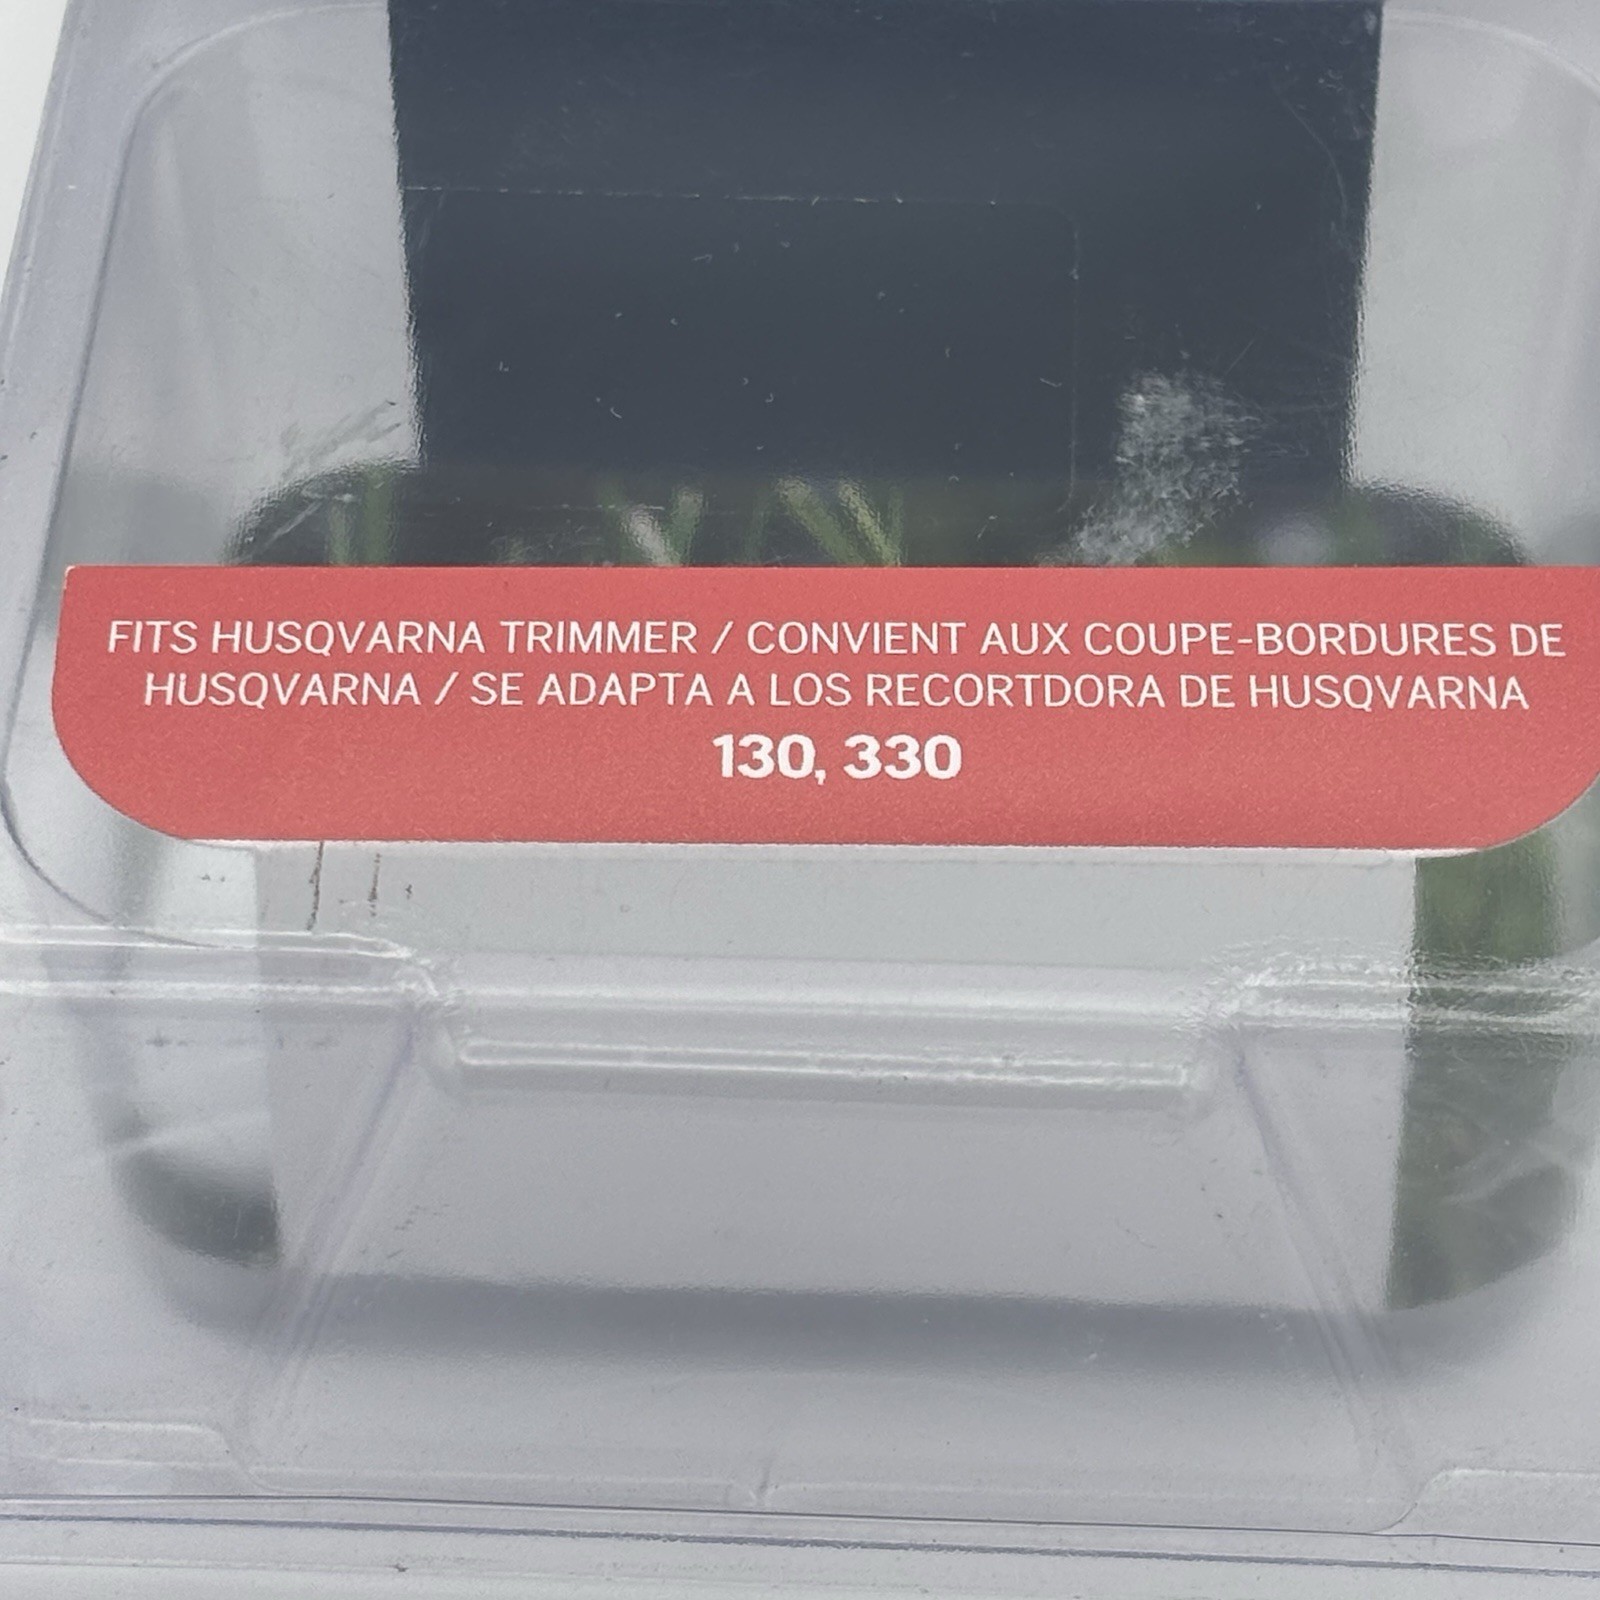 FITS HUSQVARNA TRIMMER / CONVIENT AUX COUPE-BORDURES DE
HUSQVARNA / SE ADAPTA A LOS RECORTDORA DE HUSQVARNA
130, 330